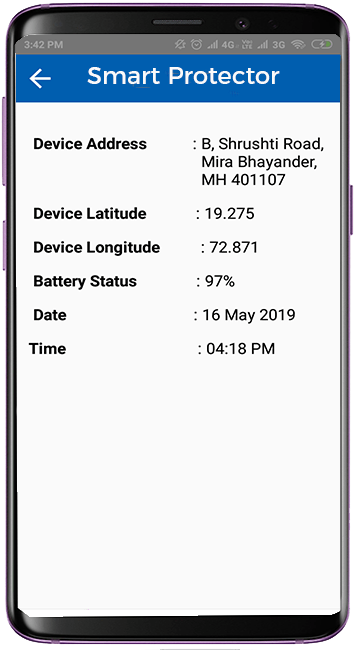 3:42 PM 4G VoLTE 3G
Smart Protector
Device Address : B, Shrushti Road,
Mira Bhayander,
MH 401107
Device Latitude : 19.275
Device Longitude : 72.871
Battery Status : 97%
Date : 16 May 2019
Time : 04:18 PM